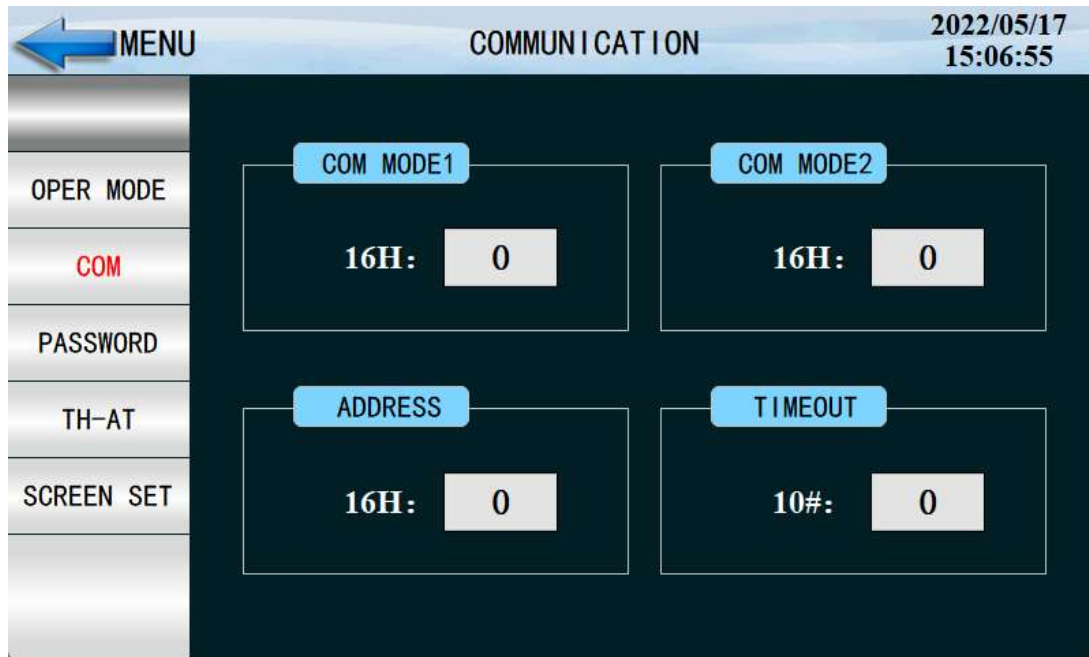 MENU
COMMUNICATION
2022/05/17
15:06:55
OPER MODE
COM
PASSWORD
TH-AT
SCREEN SET
COM MODE1
16H: 0
COM MODE2
16H: 0
ADDRESS
16H: 0
TIMEOUT
10#: 0